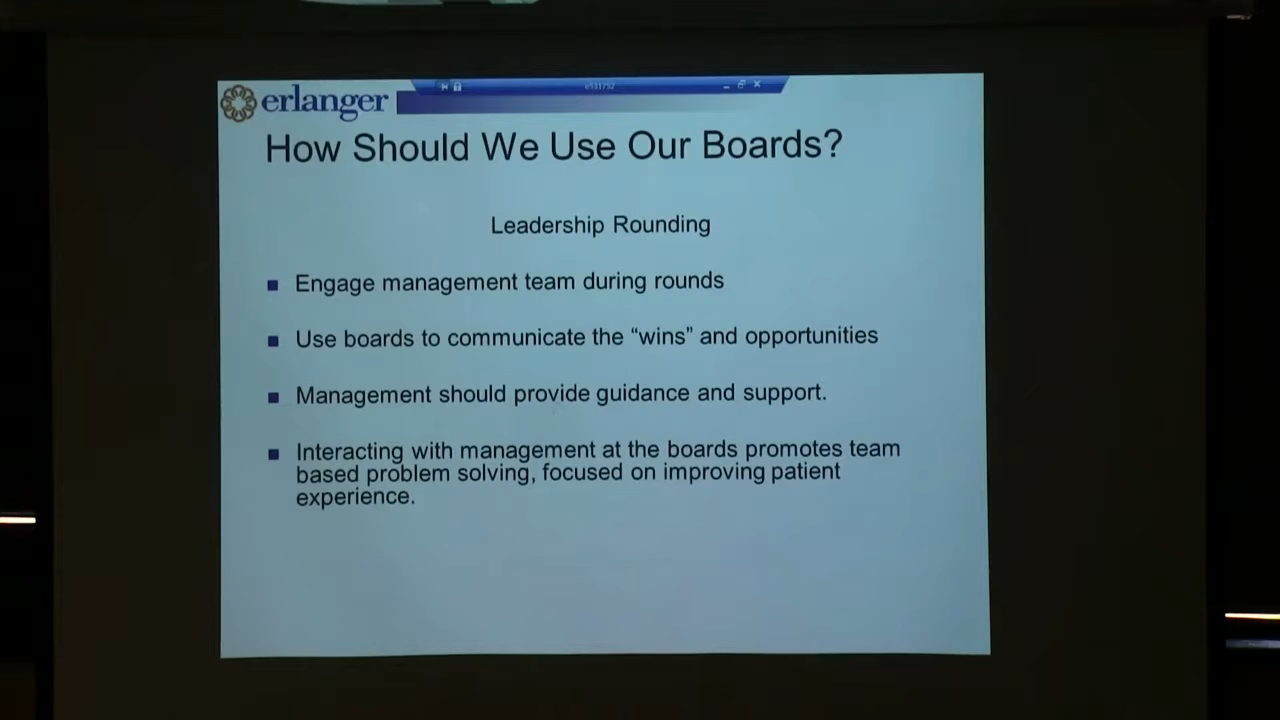 erlanger
How Should We Use Our Boards?
Leadership Rounding
Engage management team during rounds
Use boards to communicate the “wins” and opportunities
Management should provide guidance and support.
Interacting with management at the boards promotes team
based problem solving, focused on improving patient
experience.